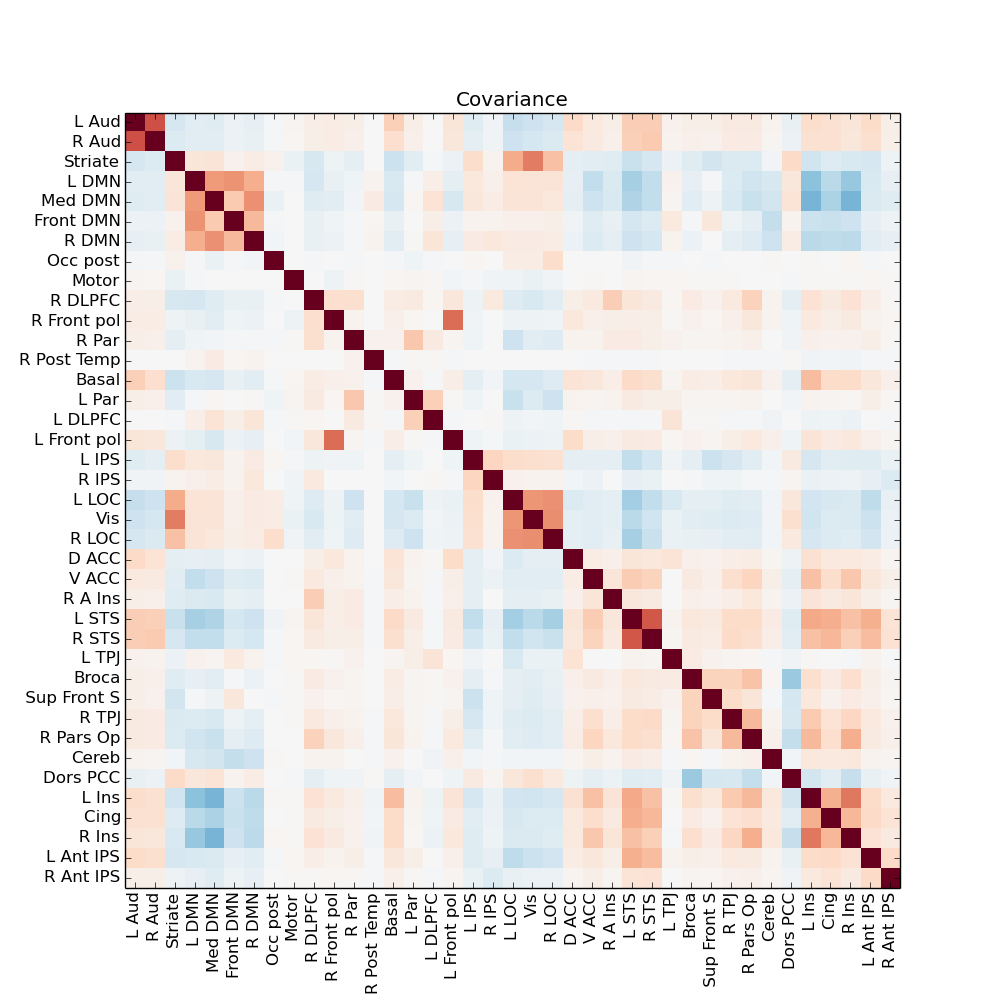 Covariance
L Aud
R Aud
Striate
L DMN
Med DMN
Front DMN
R DMN
Occ post
Motor
R DLPFC
R Front pol
R Par
R Post Temp
Basal
L Par
L DLPFC
L Front pol
L IPS
R IPS
L LOC
Vis
R LOC
D ACC
V ACC
R A Ins
L STS
R STS
L TPJ
Broca
Sup Front S
R TPJ
R Pars Op
Cereb
Dors PCC
L Ins
Cing
R Ins
L Ant IPS
R Ant IPS
L Aud
R Aud
Striate
L DMN
Med DMN
Front DMN
R DMN
Occ post
Motor
R DLPFC
R Front pol
R Par
R Post Temp
Basal
L Par
L DLPFC
L Front pol
L IPS
R IPS
L LOC
Vis
R LOC
D ACC
V ACC
R A Ins
L STS
R STS
L TPJ
Broca
Sup Front S
R TPJ
R Pars Op
Cereb
Dors PCC
L Ins
Cing
R Ins
L Ant IPS
R Ant IPS